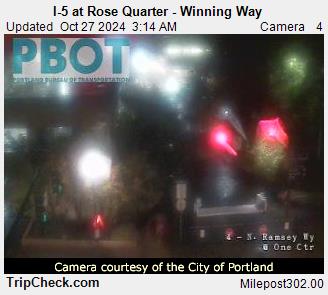 I-5 at Rose Quarter - Winning Way
Updated Oct 27 2024 3:14 AM Camera 4
PBOT
PORTLAND BUREAU OF TRANSPORTATION
4 - N. Ramsey Wy
@ One Ctr
Camera courtesy of the City of Portland
TripCheck.com Milepost302.00